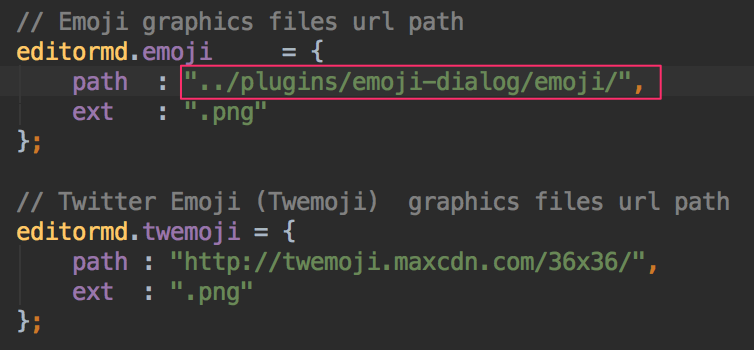 // Emoji graphics files url path
editormd.emoji     = {
    path  : "../plugins/emoji-dialog/emoji/",
    ext   : ".png"
};

// Twitter Emoji (Twemoji)  graphics files url path
editormd.twemoji = {
    path : "http://twemoji.maxcdn.com/36x36/",
    ext  : ".png"
};